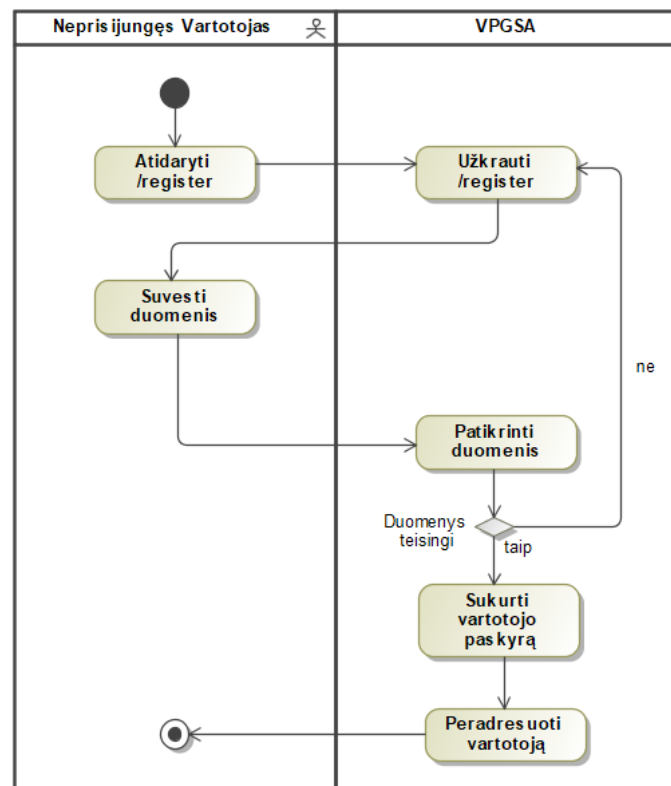 Neprisijungęs Vartotojas
VPGSA
Atidaryti
/register
Užkrauti
/register
Suvesti
duomenis
ne
Patikrinti
duomenis
Duomenys
teisingi
taip
Sukurti
vartotojo
paskyrą
Peradresuoti
vartotoją